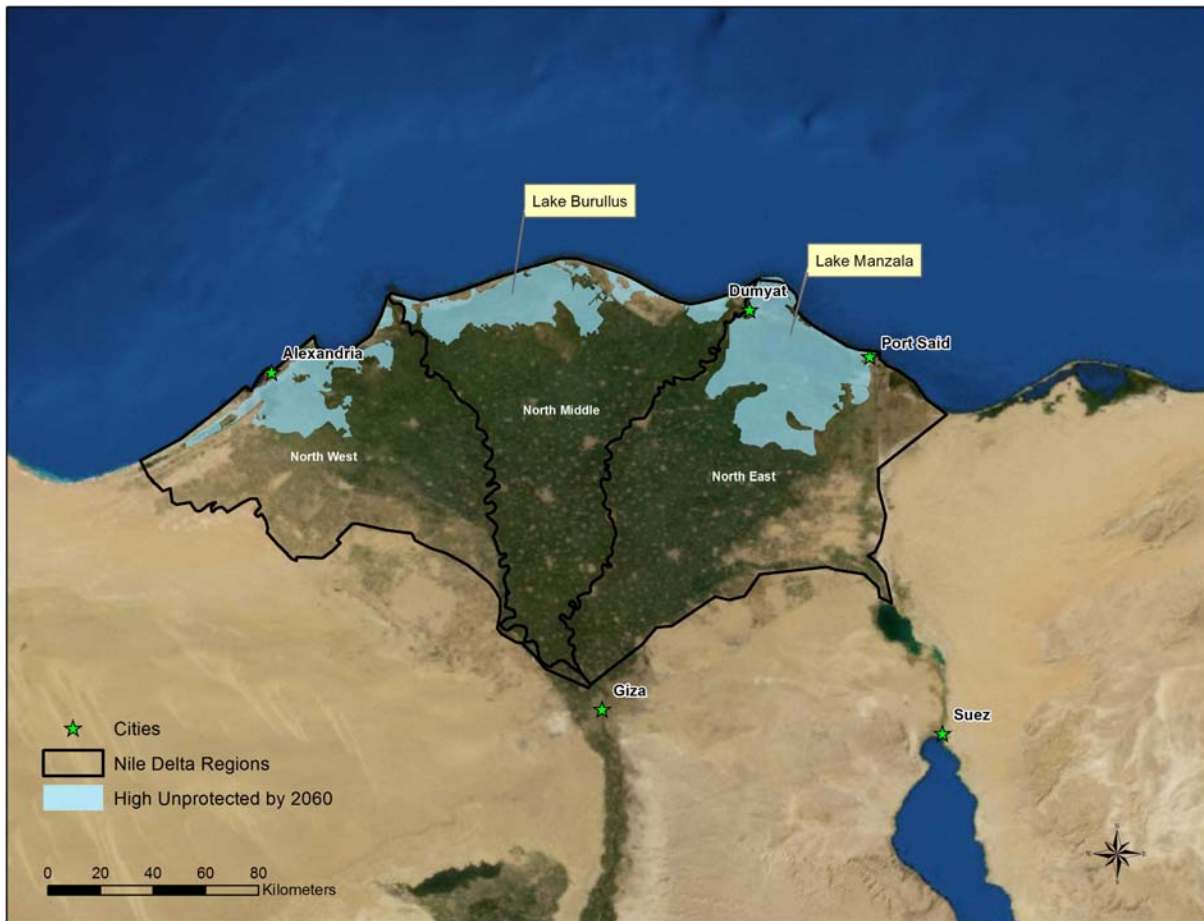 Lake Burullus
Lake Manzala
Dumyat
Port Said
Alexandria
North Middle
North West
North East
Giza
Suez
Cities
Nile Delta Regions
High Unprotected by 2060
0 10 20 40 60 80
Kilometers
N